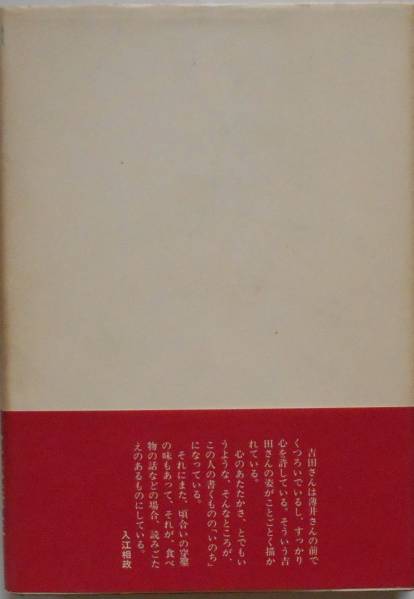 吉田さんは薄井さんの前で
くつろいでいるし、すっかり
心を許している。そういう吉
田さんの姿がことごとく描か
れている。
心のあたたかさ、とでもい
うような、そんなところが、
この人の書くものの「いのち」
になっている。
それにまた、頃合いの穿鑿
の味もあって、それが、食べ
物の話などの場合、読みごた
えのあるものにしている。
入江相政